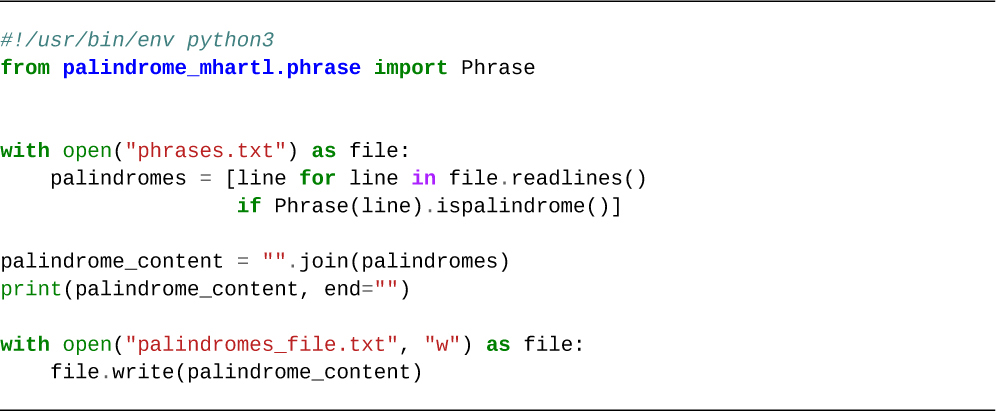 #!/usr/bin/env python3
from palindrome_mhartl.phrase import Phrase
with open("phrases.txt") as file:
    palindromes = [line for line in file.readlines()
                   if Phrase(line).ispalindrome()]
palindrome_content = "".join(palindromes)
print(palindrome_content, end="")
with open("palindromes_file.txt", "w") as file:
    file.write(palindrome_content)